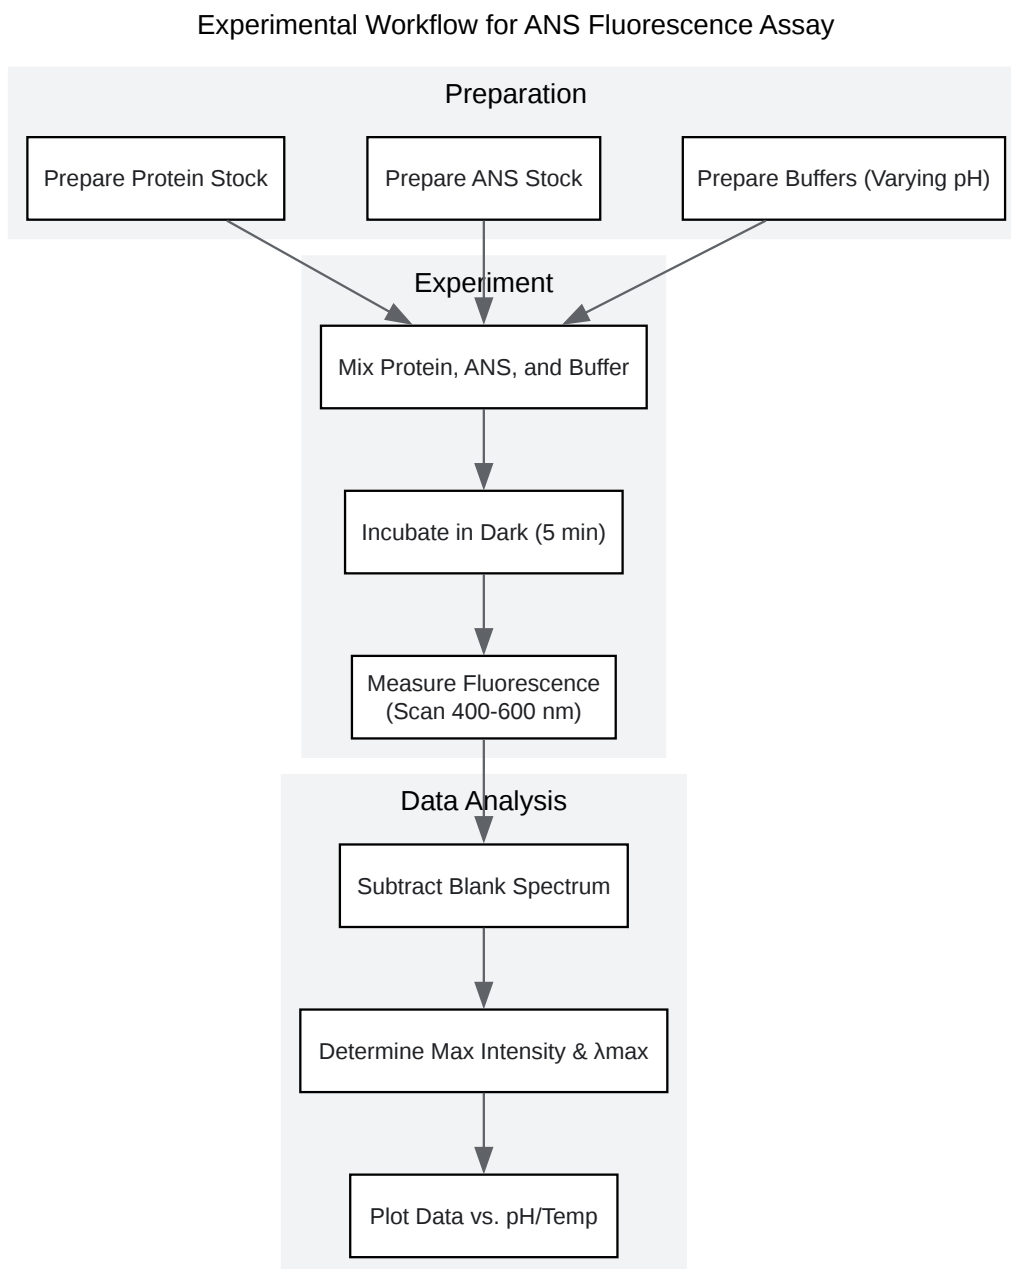 Experimental Workflow for ANS Fluorescence Assay
Preparation
Prepare Protein Stock
Prepare ANS Stock
Prepare Buffers (Varying pH)
Experiment
Mix Protein, ANS, and Buffer
Incubate in Dark (5 min)
Measure Fluorescence
(Scan 400-600 nm)
Data Analysis
Subtract Blank Spectrum
Determine Max Intensity & λmax
Plot Data vs. pH/Temp